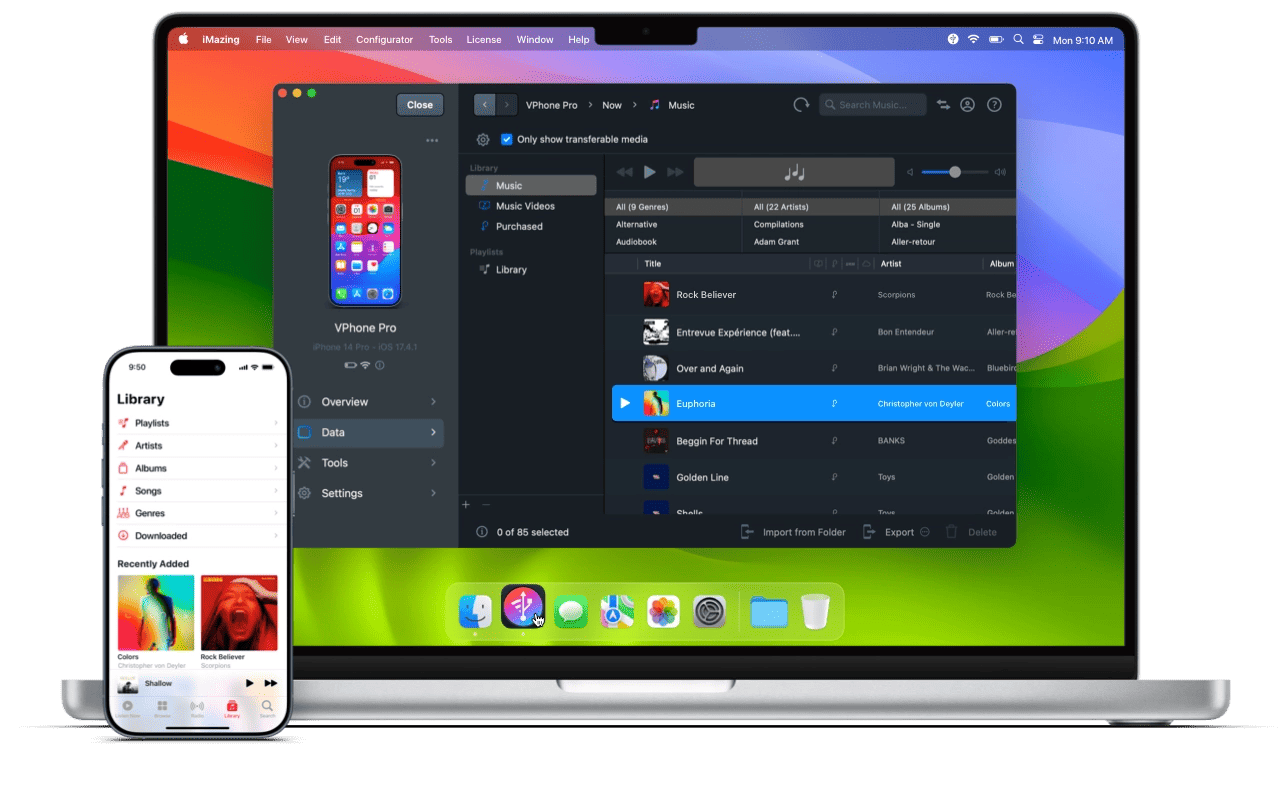 iMazing File View Edit Configurator Tools License Window Help Mon 9:10 AM
Close VPhone Pro Now Music Search Music...
Only show transferable media
Library
Music
Music Videos
Purchased
Playlists
Library
All (9 Genres) All (22 Artists) All (25 Albums)
Alternative Compilations Alba - Single
Audiobook Adam Grant Aller-retour
Title Artist Album
Rock Believer Scorpions Rock Be
Entrevue Expérience (feat.... Bon Entendeur Aller-re
Over and Again Brian Wright & The Wac... Bluebird
Euphoria Christopher von Deyler Colors
Beggin For Thread BANKS Goddes
Golden Line Toys Golden
Shells Toys Golden
0 of 85 selected Import from Folder Export Delete
VPhone Pro
iPhone 14 Pro - iOS 17.4.1
Overview
Data
Tools
Settings
9:50
Library
Playlists
Artists
Albums
Songs
Genres
Downloaded
Recently Added
Colors Rock Believer
Christopher von Deyler Scorpions
Shallow
Listen Now Browse Radio Library Search